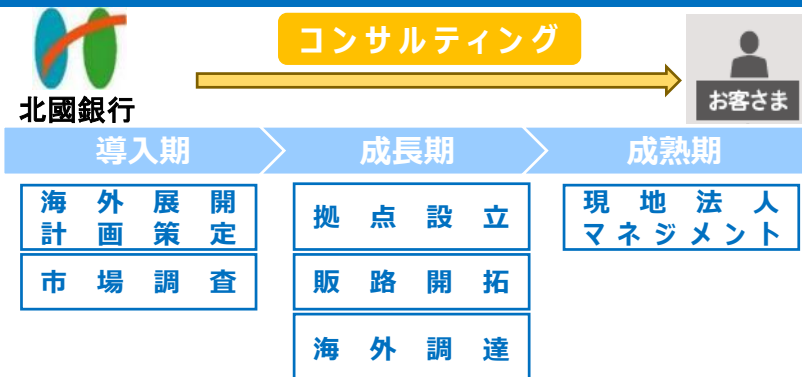 コンサルティング
北國銀行
お客さま
導入期
成長期
成熟期
海外展開
計画策定
市場調査
拠点設立
販路開拓
海外調達
現地法人
マネジメント